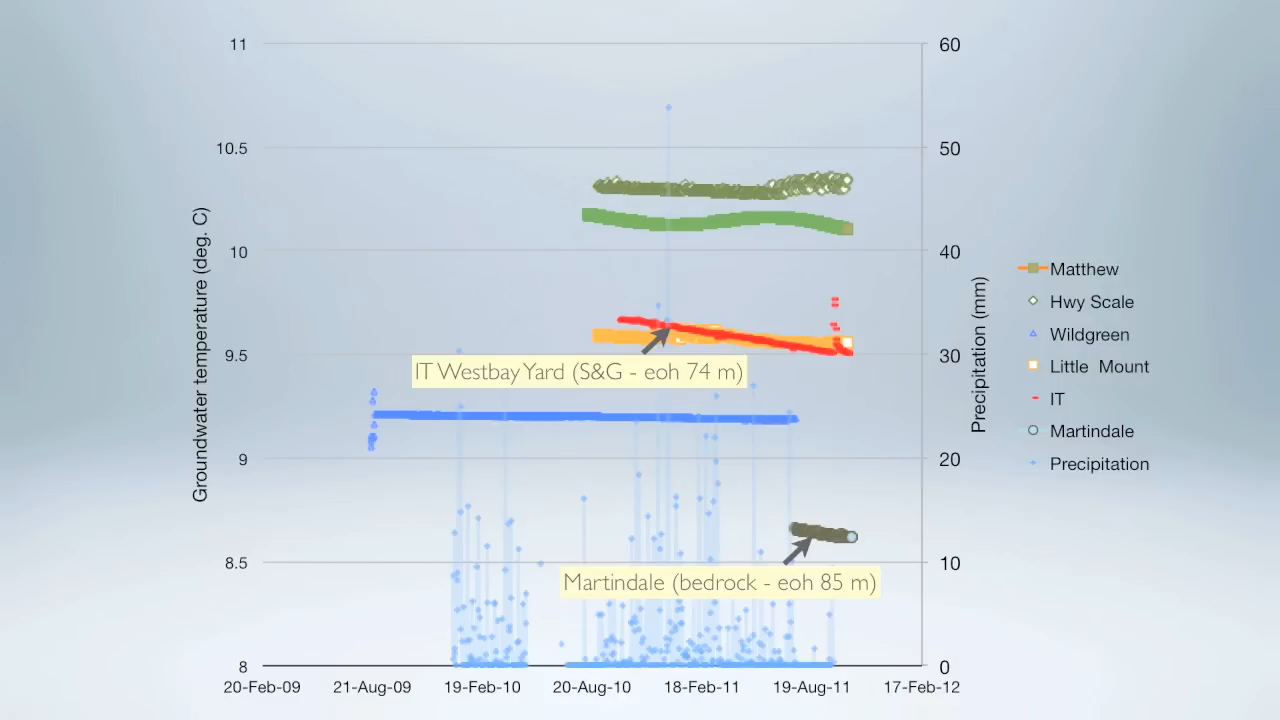 11
10.5
10
9.5
9
8.5
8
Groundwater temperature (deg. C)
60
50
40
30
20
10
0
Precipitation (mm)
20-Feb-09
21-Aug-09
19-Feb-10
20-Aug-10
18-Feb-11
19-Aug-11
17-Feb-12
IT Westbay Yard (S&G - eoh 74 m)
Martindale (bedrock - eoh 85 m)
Matthew
Hwy Scale
Wildgreen
Little Mount
IT
Martindale
Precipitation